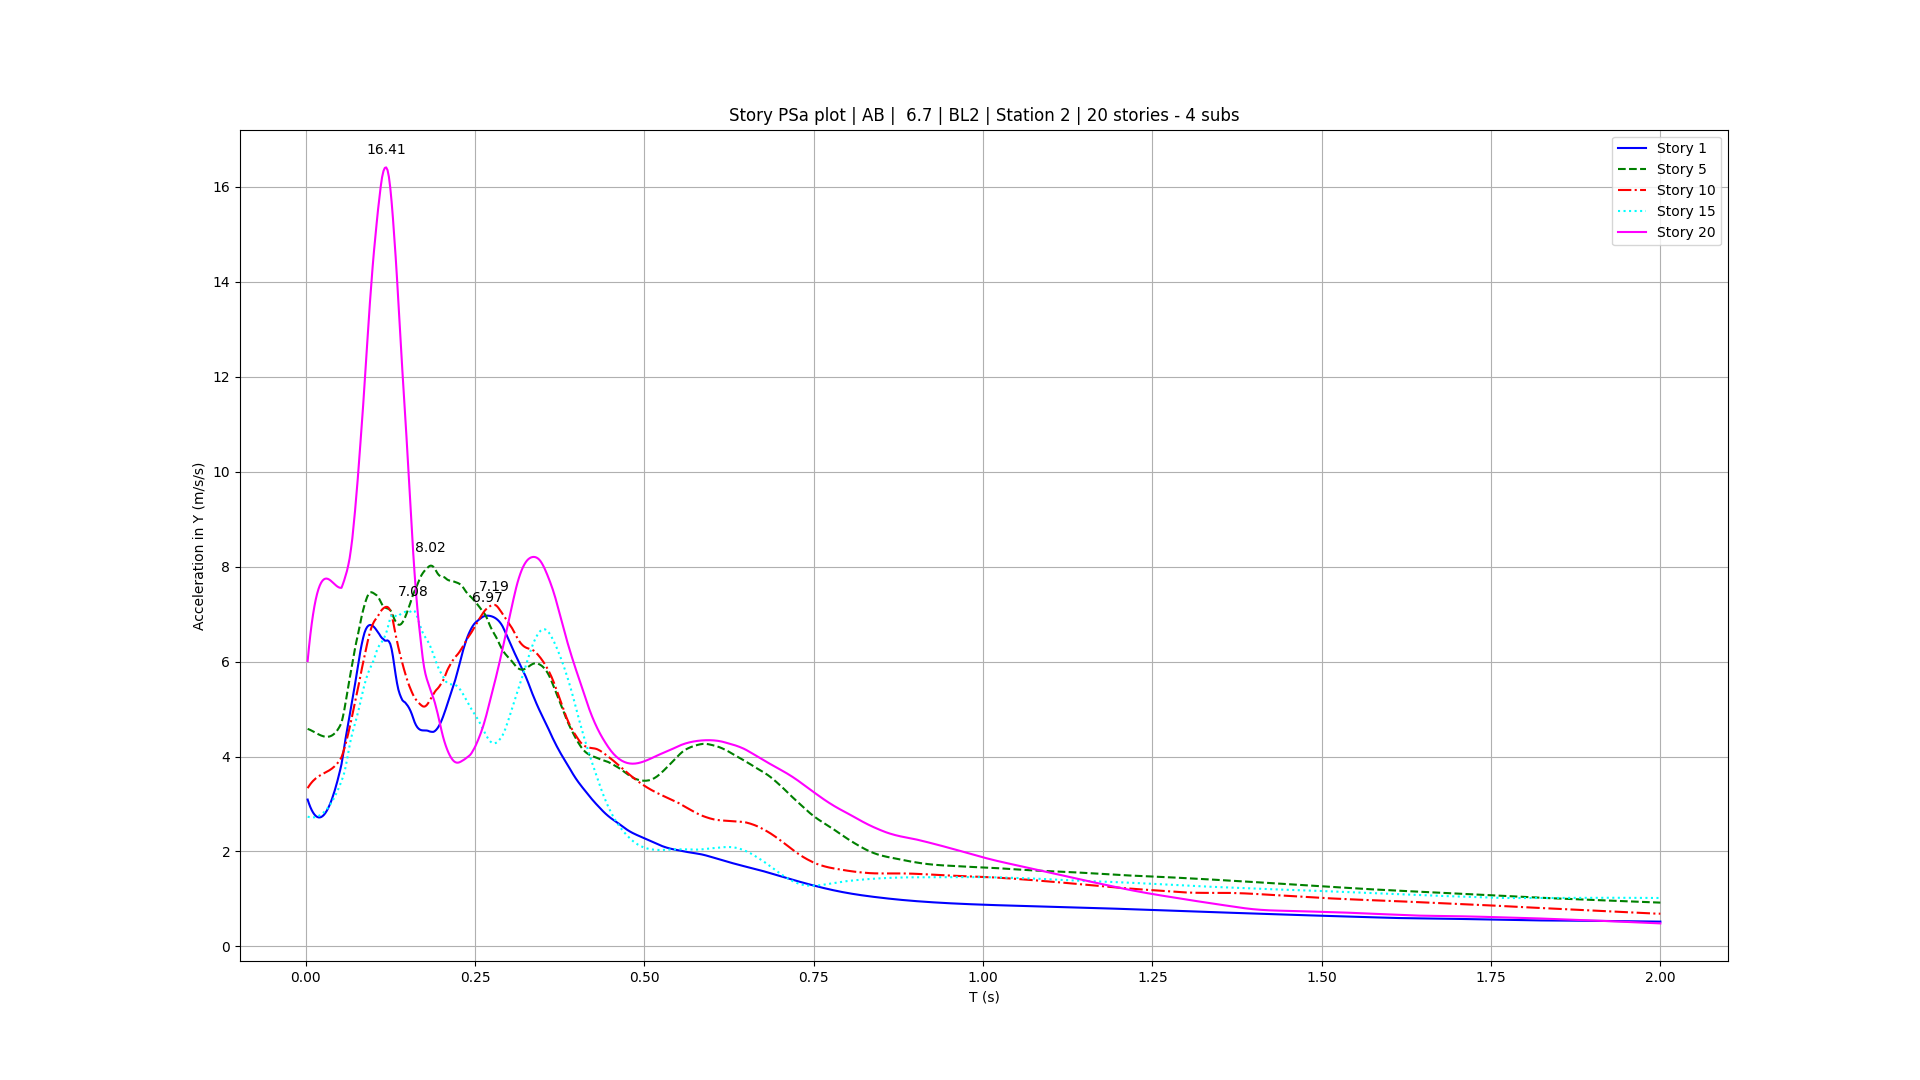 Story PSa plot | AB |  6.7 | BL2 | Station 2 | 20 stories - 4 subs
16.41
8.02
7.08
7.19
6.97
Story 1
Story 5
Story 10
Story 15
Story 20
Acceleration in Y (m/s/s)
16
14
12
10
8
6
4
2
0
0.00 0.25 0.50 0.75 1.00 1.25 1.50 1.75 2.00
T (s)